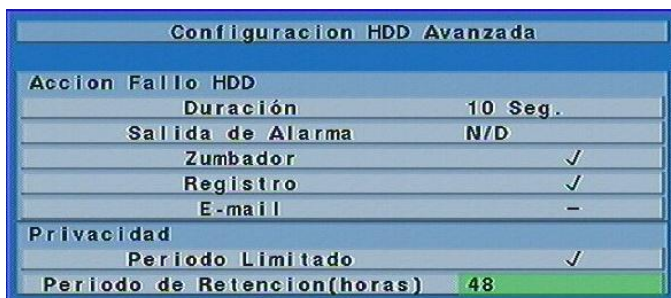 Configuracion HDD Avanzada
Accion Fallo HDD
Duración 10 Seg.
Salida de Alarma N/D
Zumbador ✓
Registro ✓
E-mail –
Privacidad
Periodo Limitado ✓
Periodo de Retencion(horas) 48